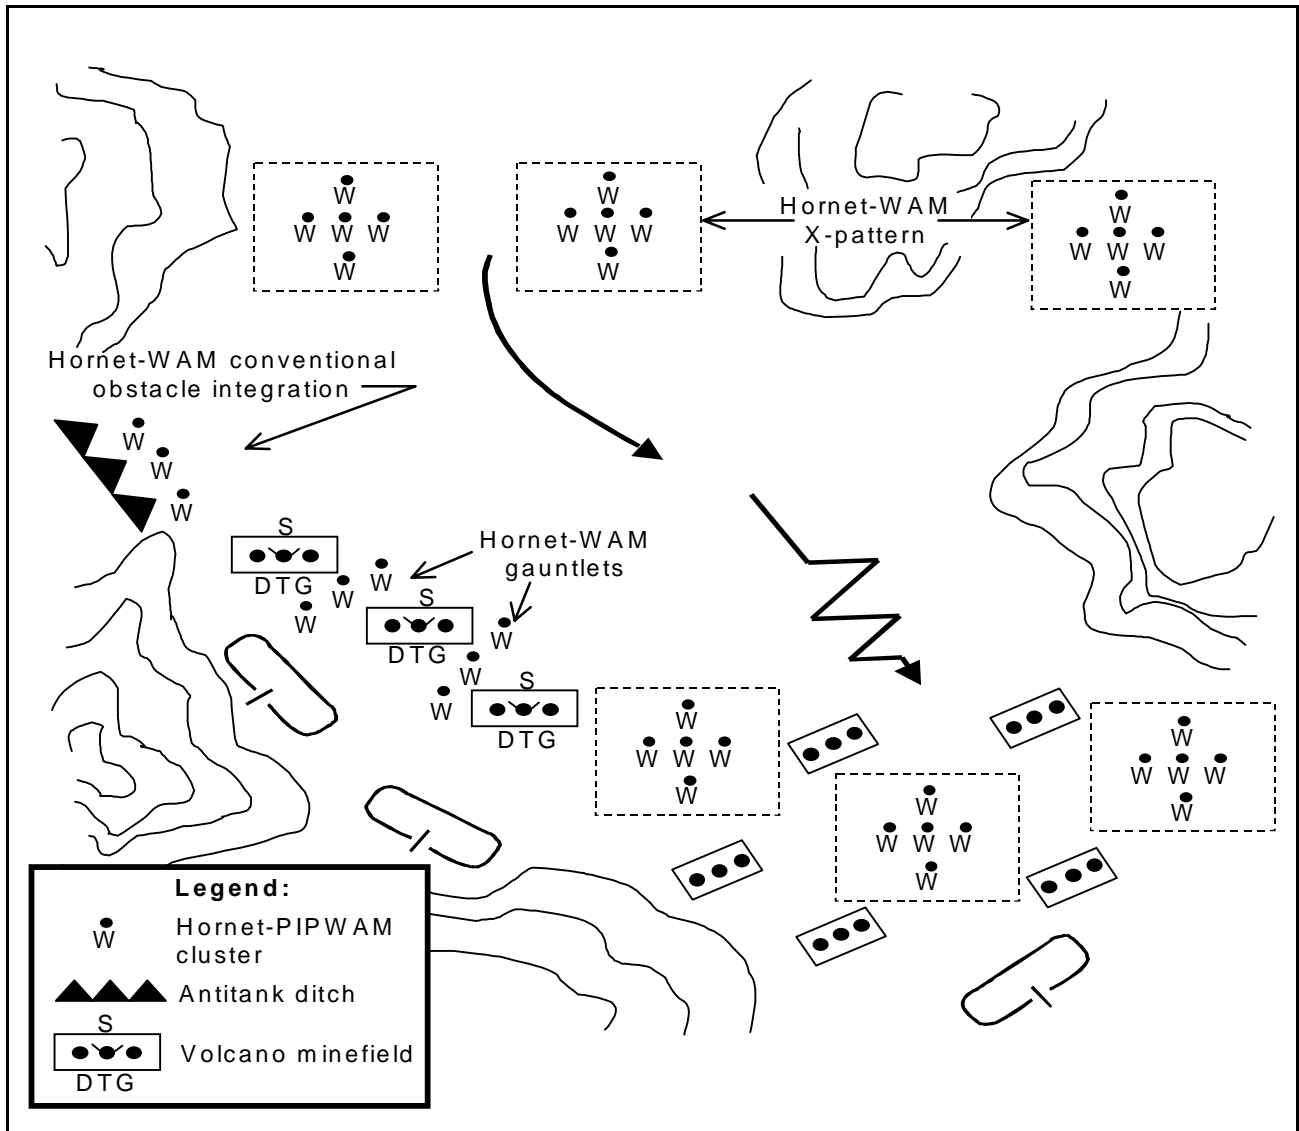 W
W W W
W
W
W W W
W
Hornet-WAM
X-pattern
W
W W W
W
Hornet-WAM conventional
obstacle integration
W
W
W
S
DTG
Hornet-WAM
gauntlets
W
W
W
S
DTG
W
W
W
S
DTG
W
W W W
W
W
W W W
W
W
W W W
W
Legend:
W
Hornet-PIPWAM
cluster
Antitank ditch
S
DTG
Volcano minefield